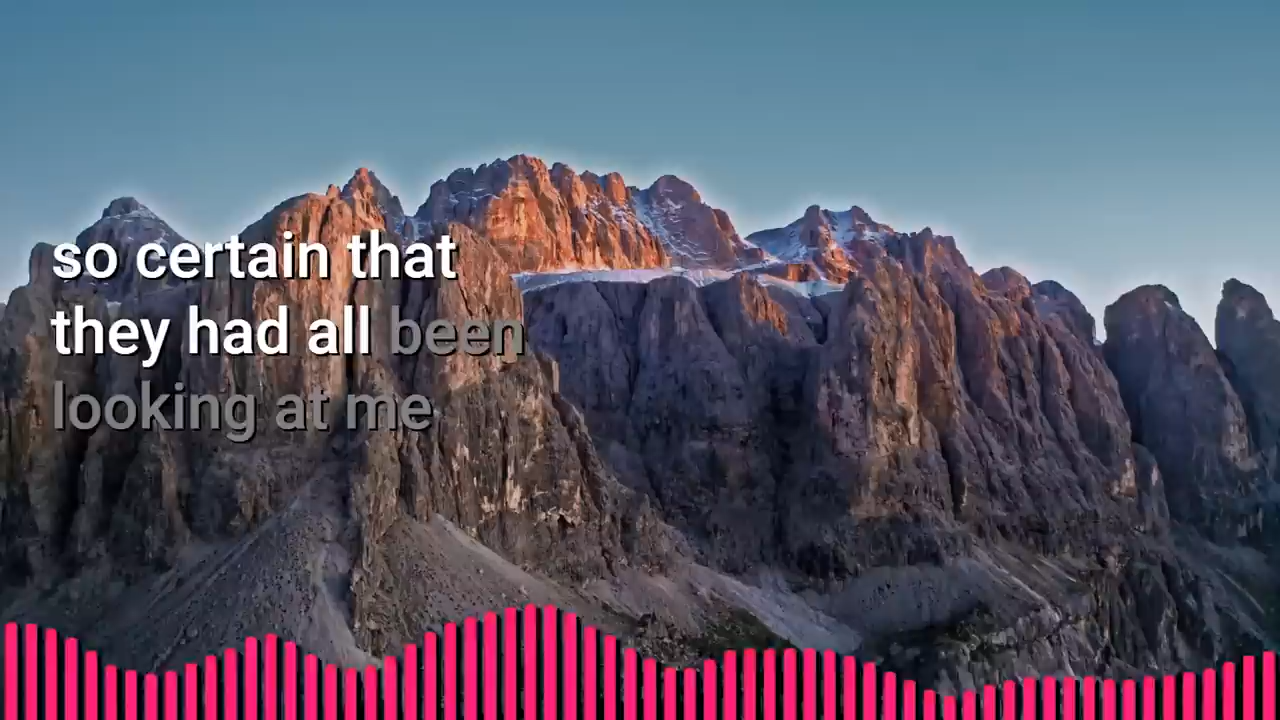 so certain that
they had all been
looking at me